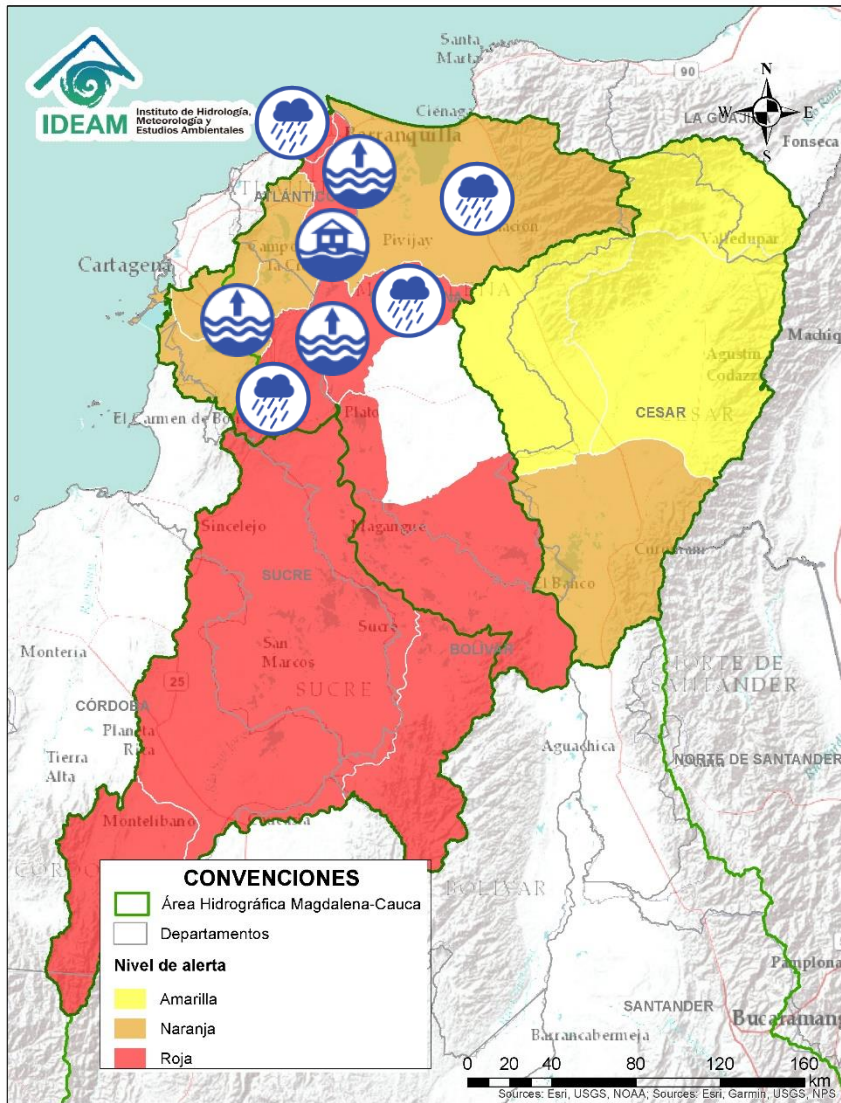 IDEAM
Instituto de Hidrología,
Meteorología y
Estudios Ambientales
Santa
Marta
90
N
W
E
S
LA GUAJI
Fonseca
Ciénaga
Barranquilla
ATLÁNTICO
Pivijay
Cartagena
Valledupar
Machiq
Agustín
Codazzi
CESAR
El Carmen de Bol
Plato
Sincelejo
Magangue
SUCRE
El Banco
Sucre
San
Marcos
BOLÍVAR
SUCRE
Montería
25
CÓRDOBA
Planeta
Rica
Tierra
Alta
NORTE DE
SANTANDER
Aguachica
NORTE DE SANTANDER
Montelibano
BOLÍVAR
CONVENCIONES
Área Hidrográfica Magdalena-Cauca
Departamentos
Nivel de alerta
Amarilla
Naranja
Roja
Pamplona
SANTANDER
Bucaramang
Barrancabermeja
0 20 40 80 120 160
km
Sources: Esri, USGS, NOAA; Sources: Esri, Garmin, USGS, NPS